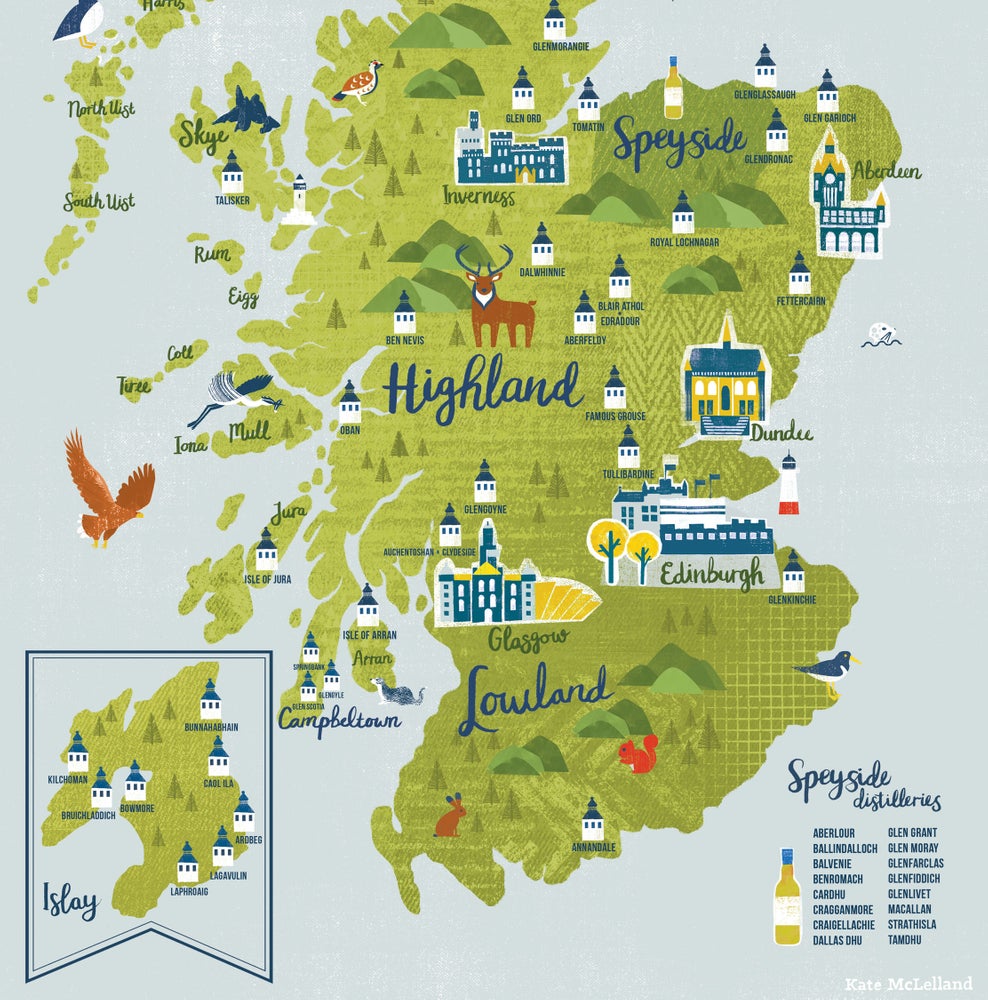 Harris
GLENMORANGIE
North Uist
GLEN ORD
TOMATIN
GLENGLASSAUGH
GLEN GARIOCH
Skye
Speyside
GLENDRONAC
Aberdeen
TALISKER
Inverness
South Uist
ROYAL LOCHNAGAR
Rum
DALWHINNIE
Eigg
BLAIR ATHOL
•
EDRADOUR
FETTERCAIRN
BEN NEVIS
ABERFELDY
Coll
Tiree
Highland
FAMOUS GROUSE
OBAN
Iona
Mull
Dundee
TULLIBARDINE
Jura
GLENGOYNE
AUCHENTOSHAN • CLYDESIDE
ISLE OF JURA
Edinburgh
GLENKINCHIE
ISLE OF ARRAN
Glasgow
SPRINGBANK
Arran
GLENGYLE
GLEN SCOTIA
Campbeltown
Lowland
BUNNAHABHAIN
KILCHOMAN
CAOL ILA
BOWMORE
BRUICHLADDICH
ARDBEG
LAGAVULIN
LAPHROAIG
Islay
ANNANDALE
Speyside
distilleries
ABERLOUR
BALLINDALLOCH
BALVENIE
BENROMACH
CARDHU
CRAGGANMORE
CRAIGELLACHIE
DALLAS DHU
GLEN GRANT
GLEN MORAY
GLENFARCLAS
GLENFIDDICH
GLENLIVET
MACALLAN
STRATHISLA
TAMDHU
Kate McLelland